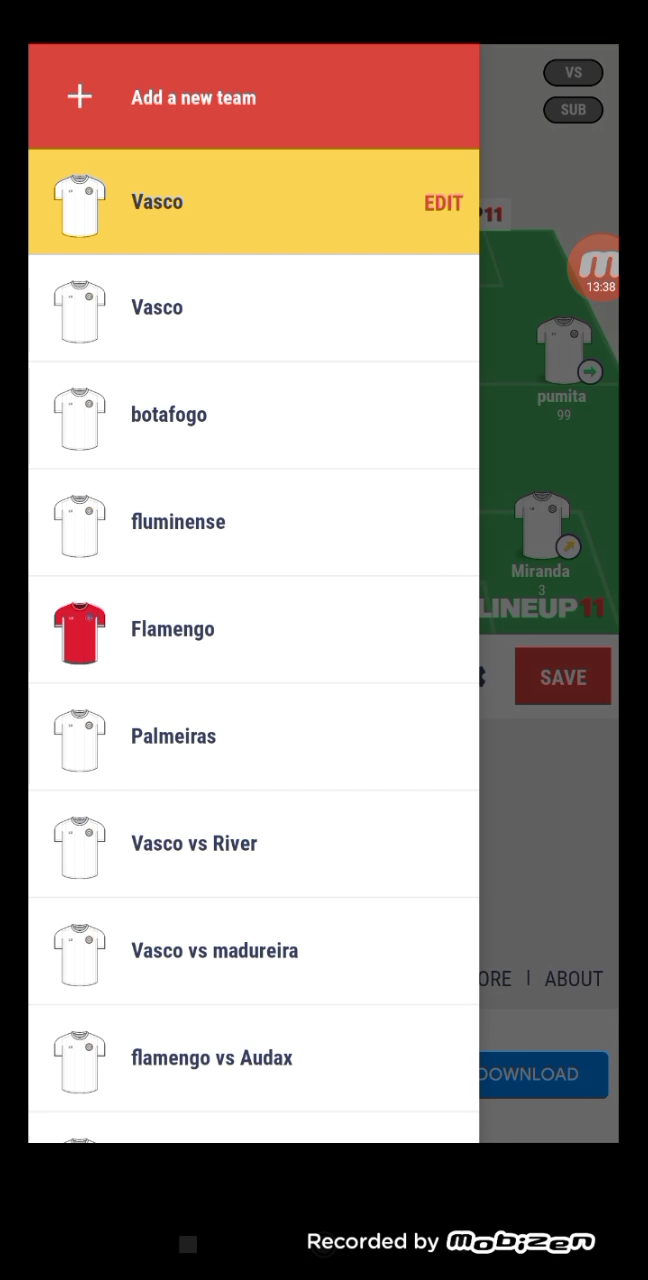 Add a new team
VS
SUB
Vasco
EDIT
11
Vasco
13:38
botafogo
pumita
99
fluminense
Miranda
3
LINEUP11
Flamengo
SAVE
Palmeiras
Vasco vs River
Vasco vs madureira
ORE | ABOUT
flamengo vs Audax
DOWNLOAD
Recorded by mobizen